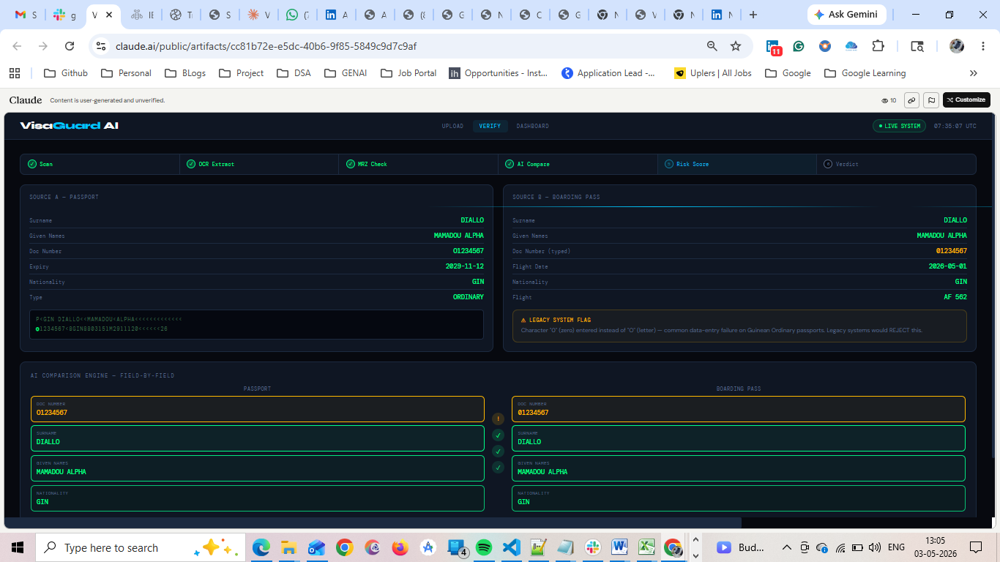 Ask Gemini
claude.ai/public/artifacts/cc81b72e-e5dc-40b6-9f85-5849c9d7c9af
11
Github
Personal
BLogs
Project
DSA
GENAI
Job Portal
ih Opportunities - Inst...
Application Lead -...
Uplers | All Jobs
Google
Google Learning
Claude Content is user-generated and unverified.
10
Customize
VisaGuard AI
UPLOAD VERIFY DASHBOARD
LIVE SYSTEM 07:35:07 UTC
Scan
OCR Extract
MRZ Check
AI Compare
Risk Score
Verdict
SOURCE A — PASSPORT
Surname DIALLO
Given Names MAMADOU ALPHA
Doc Number O1234567
Expiry 2029-11-12
Nationality GIN
Type ORDINARY
P<GIN DIALLO<<MAMADOU<ALPHA<<<<<<<<<<<<<
SOURCE B — BOARDING PASS
Surname DIALLO
Given Names MAMADOU ALPHA
Doc Number (typed) 01234567
Flight Date 2026-05-01
Nationality GIN
Flight AF 562
⚠ LEGACY SYSTEM FLAG
Character "0" (zero) entered instead of "O" (letter) — common data-entry failure on Guinean Ordinary passports. Legacy systems would REJECT this.
AI COMPARISON ENGINE — FIELD-BY-FIELD
PASSPORT
DOC NUMBER
O1234567
SURNAME
DIALLO
GIVEN NAMES
MAMADOU ALPHA
NATIONALITY
GIN
!
BOARDING PASS
DOC NUMBER
01234567
SURNAME
DIALLO
GIVEN NAMES
MAMADOU ALPHA
NATIONALITY
GIN
Type here to search
4
Bud...
ENG
13:05
03-05-2026